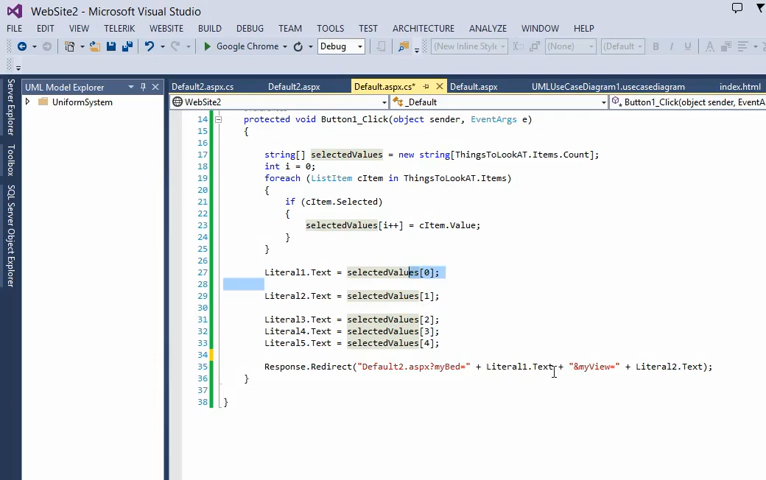 WebSite2 - Microsoft Visual Studio
FILE EDIT VIEW TELERIK WEBSITE BUILD DEBUG TEAM TOOLS TEST ARCHITECTURE ANALYZE WINDOW HELP
Google Chrome Debug (New Inline Style) (None) (Default) B I U A
UML Model Explorer Default2.aspx.cs Default2.aspx Default.aspx.cs* Default.aspx UMLUseCaseDiagram1.usecasediagram index.html
UniformSystem WebSite2 _Default Button1_Click(object sender, EventA
Server Explorer
Toolbox
SQL Server Object Explorer
14 protected void Button1_Click(object sender, EventArgs e)
15 {
16
17 string[] selectedValues = new string[ThingsToLookAT.Items.Count];
18 int i = 0;
19 foreach (ListItem cItem in ThingsToLookAT.Items)
20 {
21 if (cItem.Selected)
22 {
23 selectedValues[i++] = cItem.Value;
24 }
25 }
26
27 Literal1.Text = selectedValues[0];
28
29 Literal2.Text = selectedValues[1];
30
31 Literal3.Text = selectedValues[2];
32 Literal4.Text = selectedValues[3];
33 Literal5.Text = selectedValues[4];
34
35 Response.Redirect("Default2.aspx?myBed=" + Literal1.Text + "&myView=" + Literal2.Text);
36 }
37
38 }